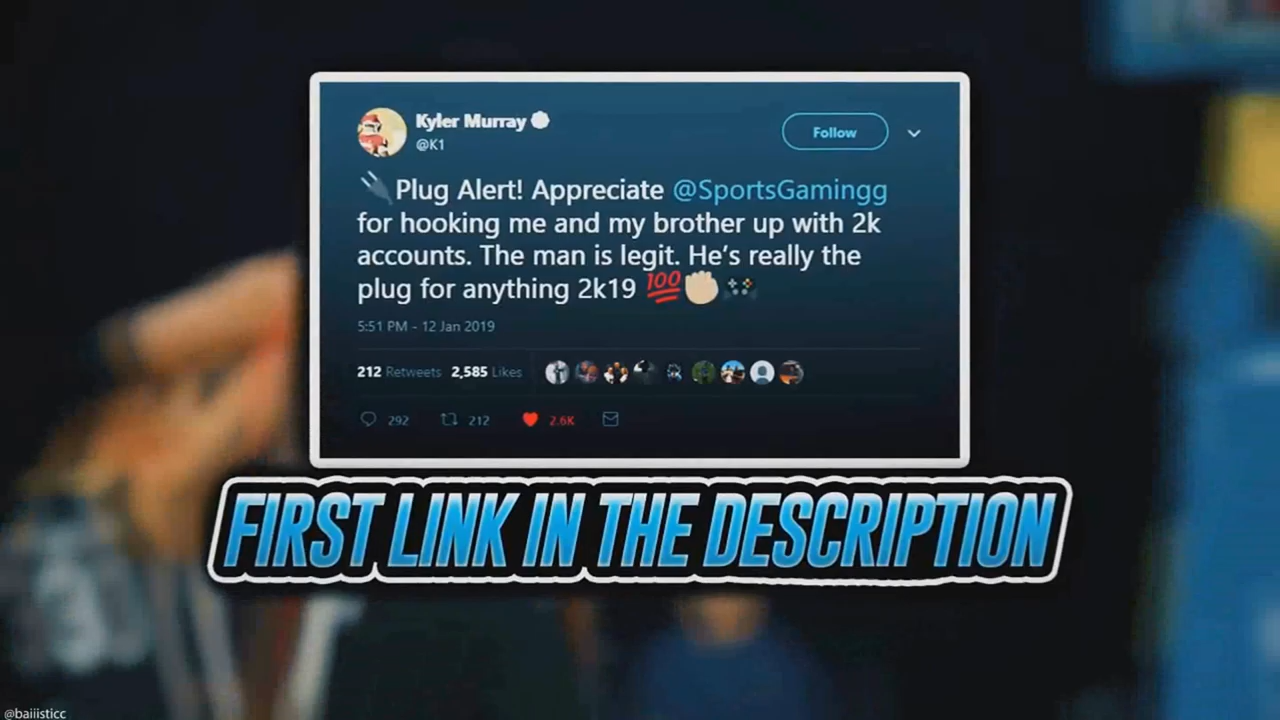 Kyler Murray
@K1
Follow
🔌Plug Alert! Appreciate @SportsGamingg
for hooking me and my brother up with 2k
accounts. The man is legit. He's really the
plug for anything 2k19 💯✊🏼🎮
5:51 PM - 12 Jan 2019
212 Retweets 2,585 Likes
292 212 2.6K
FIRST LINK IN THE DESCRIPTION
@baiiisticc